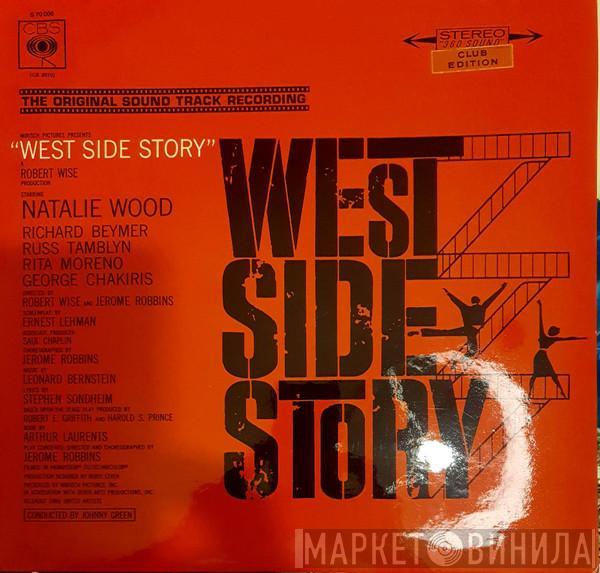 S 70 006
CBS
STEREO
"360 SOUND"
CLUB
EDITION
THE ORIGINAL SOUND TRACK RECORDING
MIRISCH PICTURES PRESENTS
"WEST SIDE STORY"
A
ROBERT WISE
PRODUCTION
STARRING
NATALIE WOOD
RICHARD BEYMER
RUSS TAMBLYN
RITA MORENO
GEORGE CHAKIRIS
DIRECTED BY
ROBERT WISE AND JEROME ROBBINS
SCREENPLAY BY
ERNEST LEHMAN
ASSOCIATE PRODUCER
SAUL CHAPLIN
CHOREOGRAPHED BY
JEROME ROBBINS
MUSIC BY
LEONARD BERNSTEIN
LYRICS BY
STEPHEN SONDHEIM
BASED UPON THE STAGE PLAY PRODUCED BY
ROBERT E. GRIFFITH AND HAROLD S. PRINCE
BOOK BY
ARTHUR LAURENTS
PLAY CONCEIVED, DIRECTED AND CHOREOGRAPHED BY
JEROME ROBBINS
FILMED IN PANAVISION® TECHNICOLOR®
PRODUCTION DESIGNED BY BORIS LEVEN
PRESENTED BY MIRISCH PICTURES, INC.
IN ASSOCIATION WITH SEVEN ARTS PRODUCTIONS, INC.
RELEASED THRU UNITED ARTISTS
CONDUCTED BY JOHNNY GREEN
WEST
SIDE
STORY
МАРКЕТ ВИНИЛА